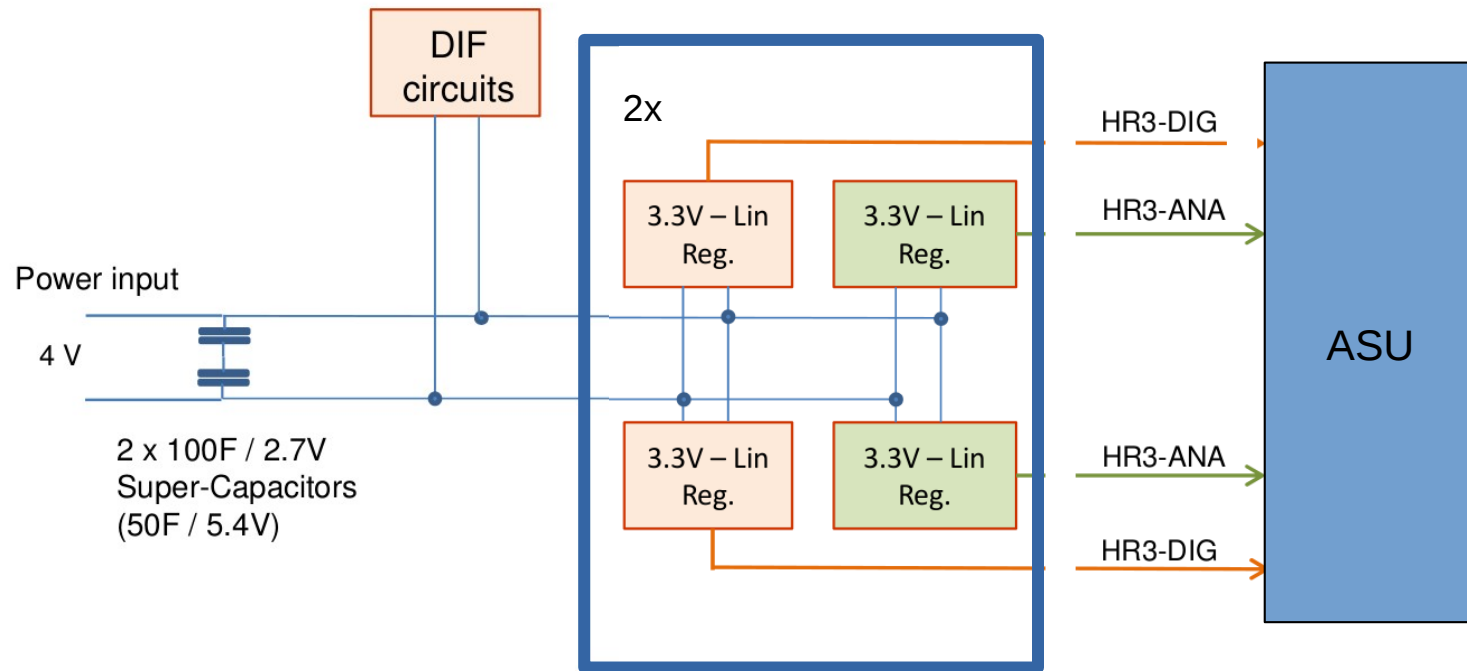 DIF
circuits
2x
HR3-DIG
3.3V – Lin
Reg.
3.3V – Lin
Reg.
HR3-ANA
Power input
4 V
ASU
2 x 100F / 2.7V
Super-Capacitors
(50F / 5.4V)
3.3V – Lin
Reg.
3.3V – Lin
Reg.
HR3-ANA
HR3-DIG